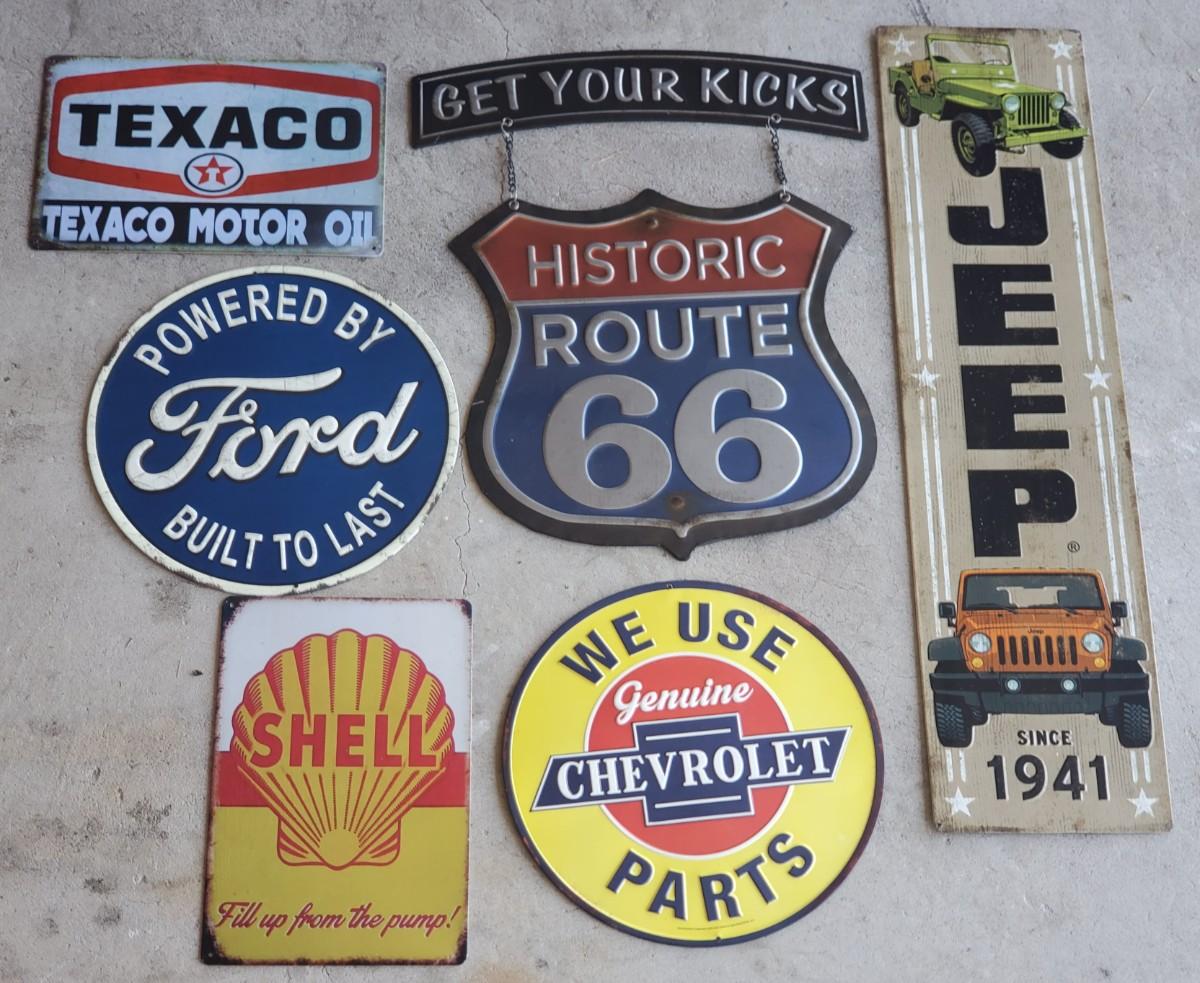 TEXACO
T
TEXACO MOTOR OIL
GET YOUR KICKS
HISTORIC
ROUTE
66
JEEP®
Jeep
SINCE
1941
POWERED BY
Ford
BUILT TO LAST
SHELL
Fill up from the pump!
WE USE
Genuine
CHEVROLET
PARTS